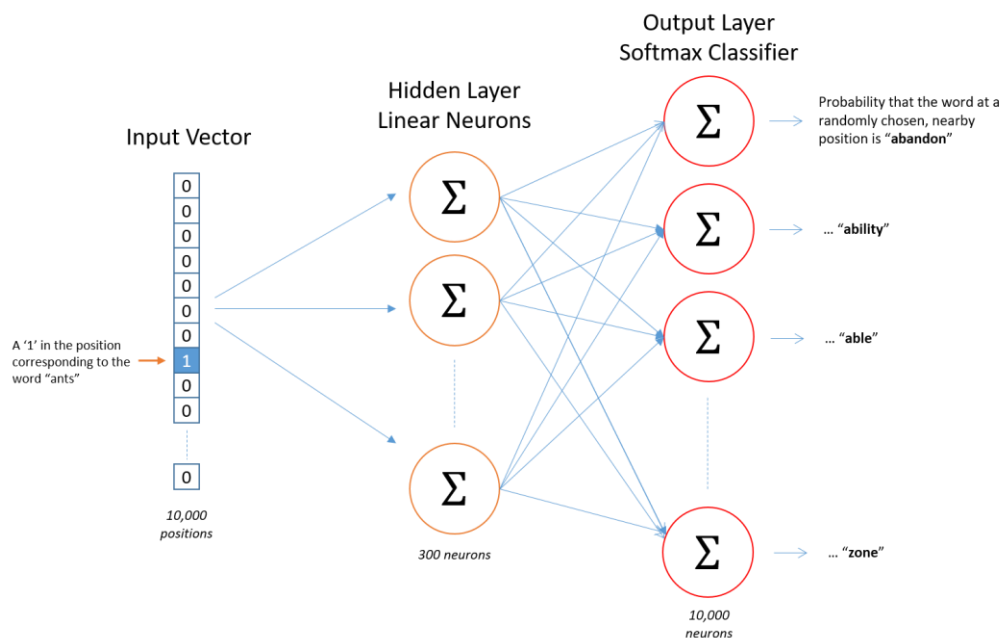 Output Layer
Softmax Classifier
Hidden Layer
Linear Neurons
Input Vector
0
0
0
0
0
0
0
1
0
0
0
A ‘1’ in the position
corresponding to the
word “ants”
10,000
positions
Σ
Σ
Σ
300 neurons
Σ
Σ
Σ
Σ
10,000
neurons
Probability that the word at a
randomly chosen, nearby
position is “abandon”
… “ability”
… “able”
… “zone”